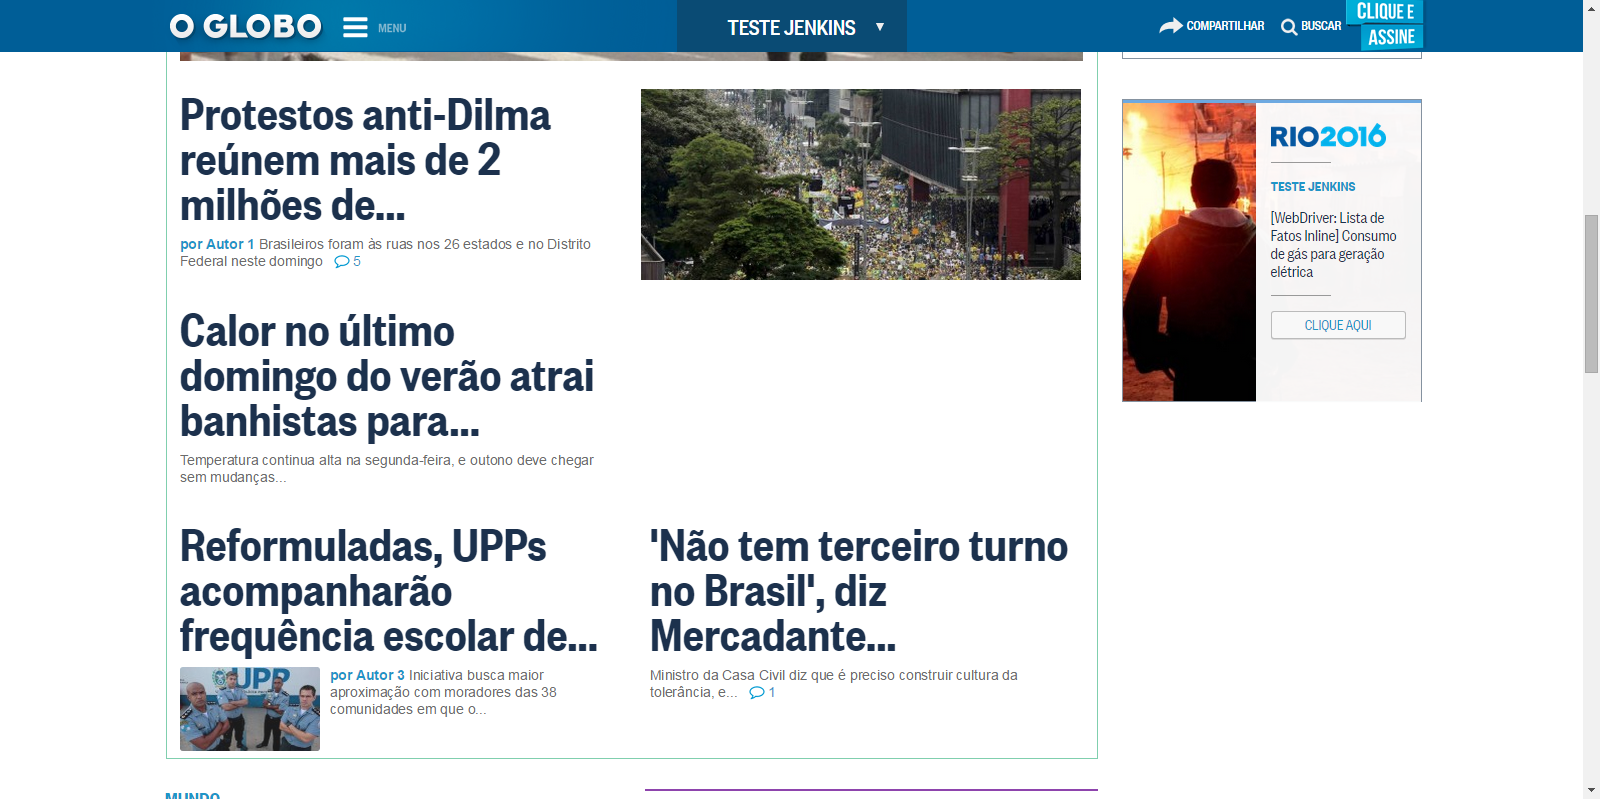 O GLOBO
MENU
TESTE JENKINS ▼
COMPARTILHAR
BUSCAR
CLIQUE E
ASSINE
Protestos anti-Dilma
reúnem mais de 2
milhões de...
por Autor 1 Brasileiros foram às ruas nos 26 estados e no Distrito
Federal neste domingo 5
Calor no último
domingo do verão atrai
banhistas para...
Temperatura continua alta na segunda-feira, e outono deve chegar
sem mudanças...
Reformuladas, UPPs
acompanharão
frequência escolar de...
UPP
por Autor 3 Iniciativa busca maior
aproximação com moradores das 38
comunidades em que o...
'Não tem terceiro turno
no Brasil', diz
Mercadante...
Ministro da Casa Civil diz que é preciso construir cultura da
tolerância, e... 1
RIO2016
TESTE JENKINS
[WebDriver: Lista de
Fatos Inline] Consumo
de gás para geração
elétrica
CLIQUE AQUI
MUNDO